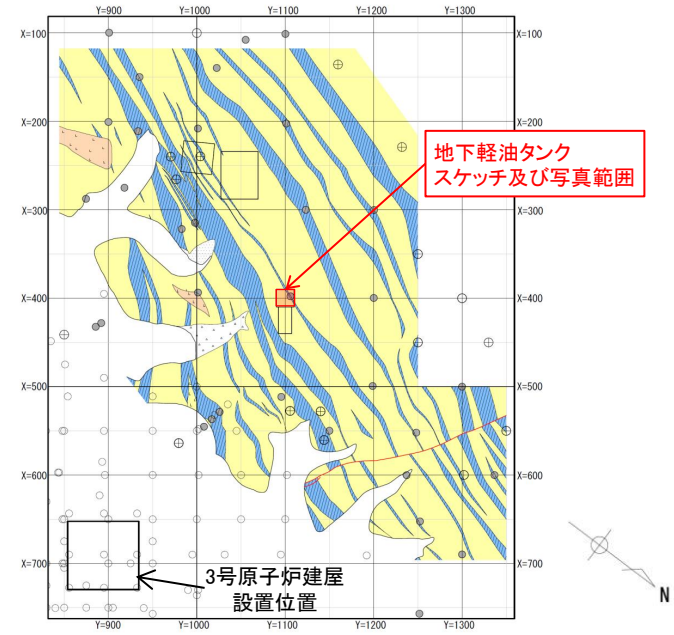 Y=900 Y=1000 Y=1100 Y=1200 Y=1300
X=100 X=100
X=200 X=200
地下軽油タンク
スケッチ及び写真範囲
X=300 X=300
X=400 X=400
X=500 X=500
X=600 X=600
X=700 X=700
3号原子炉建屋
設置位置
N
Y=900 Y=1000 Y=1100 Y=1200 Y=1300